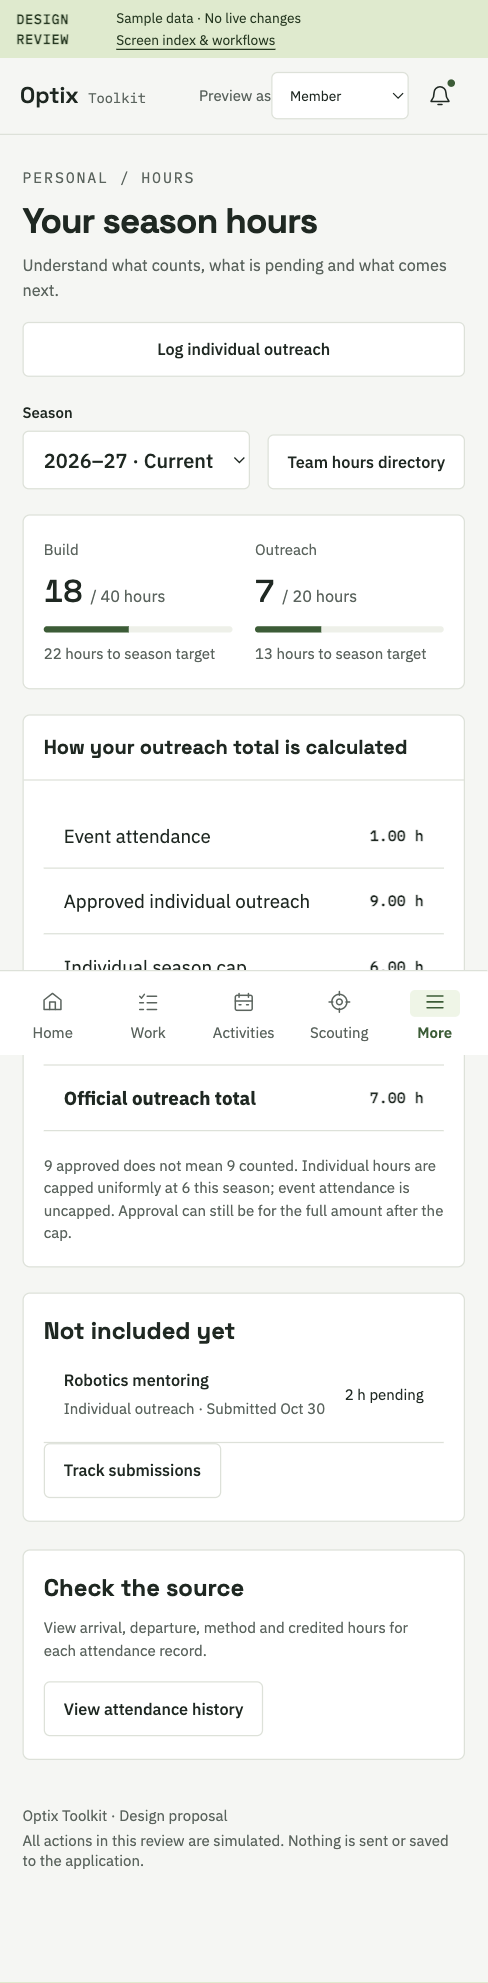 DESIGN REVIEW
Sample data · No live changes
Screen index & workflows
Optix Toolkit
Preview as
Member
PERSONAL / HOURS
Your season hours
Understand what counts, what is pending and what comes
next.
Log individual outreach
Season
2026–27 · Current
Team hours directory
Build
18 / 40 hours
22 hours to season target
Outreach
7 / 20 hours
13 hours to season target
How your outreach total is calculated
Event attendance 1.00 h
Approved individual outreach 9.00 h
Individual season cap 6.00 h
Home
Work
Activities
Scouting
More
Official outreach total 7.00 h
9 approved does not mean 9 counted. Individual hours are
capped uniformly at 6 this season; event attendance is
uncapped. Approval can still be for the full amount after the
cap.
Not included yet
Robotics mentoring
Individual outreach · Submitted Oct 30
2 h pending
Track submissions
Check the source
View arrival, departure, method and credited hours for
each attendance record.
View attendance history
Optix Toolkit · Design proposal
All actions in this review are simulated. Nothing is sent or saved
to the application.